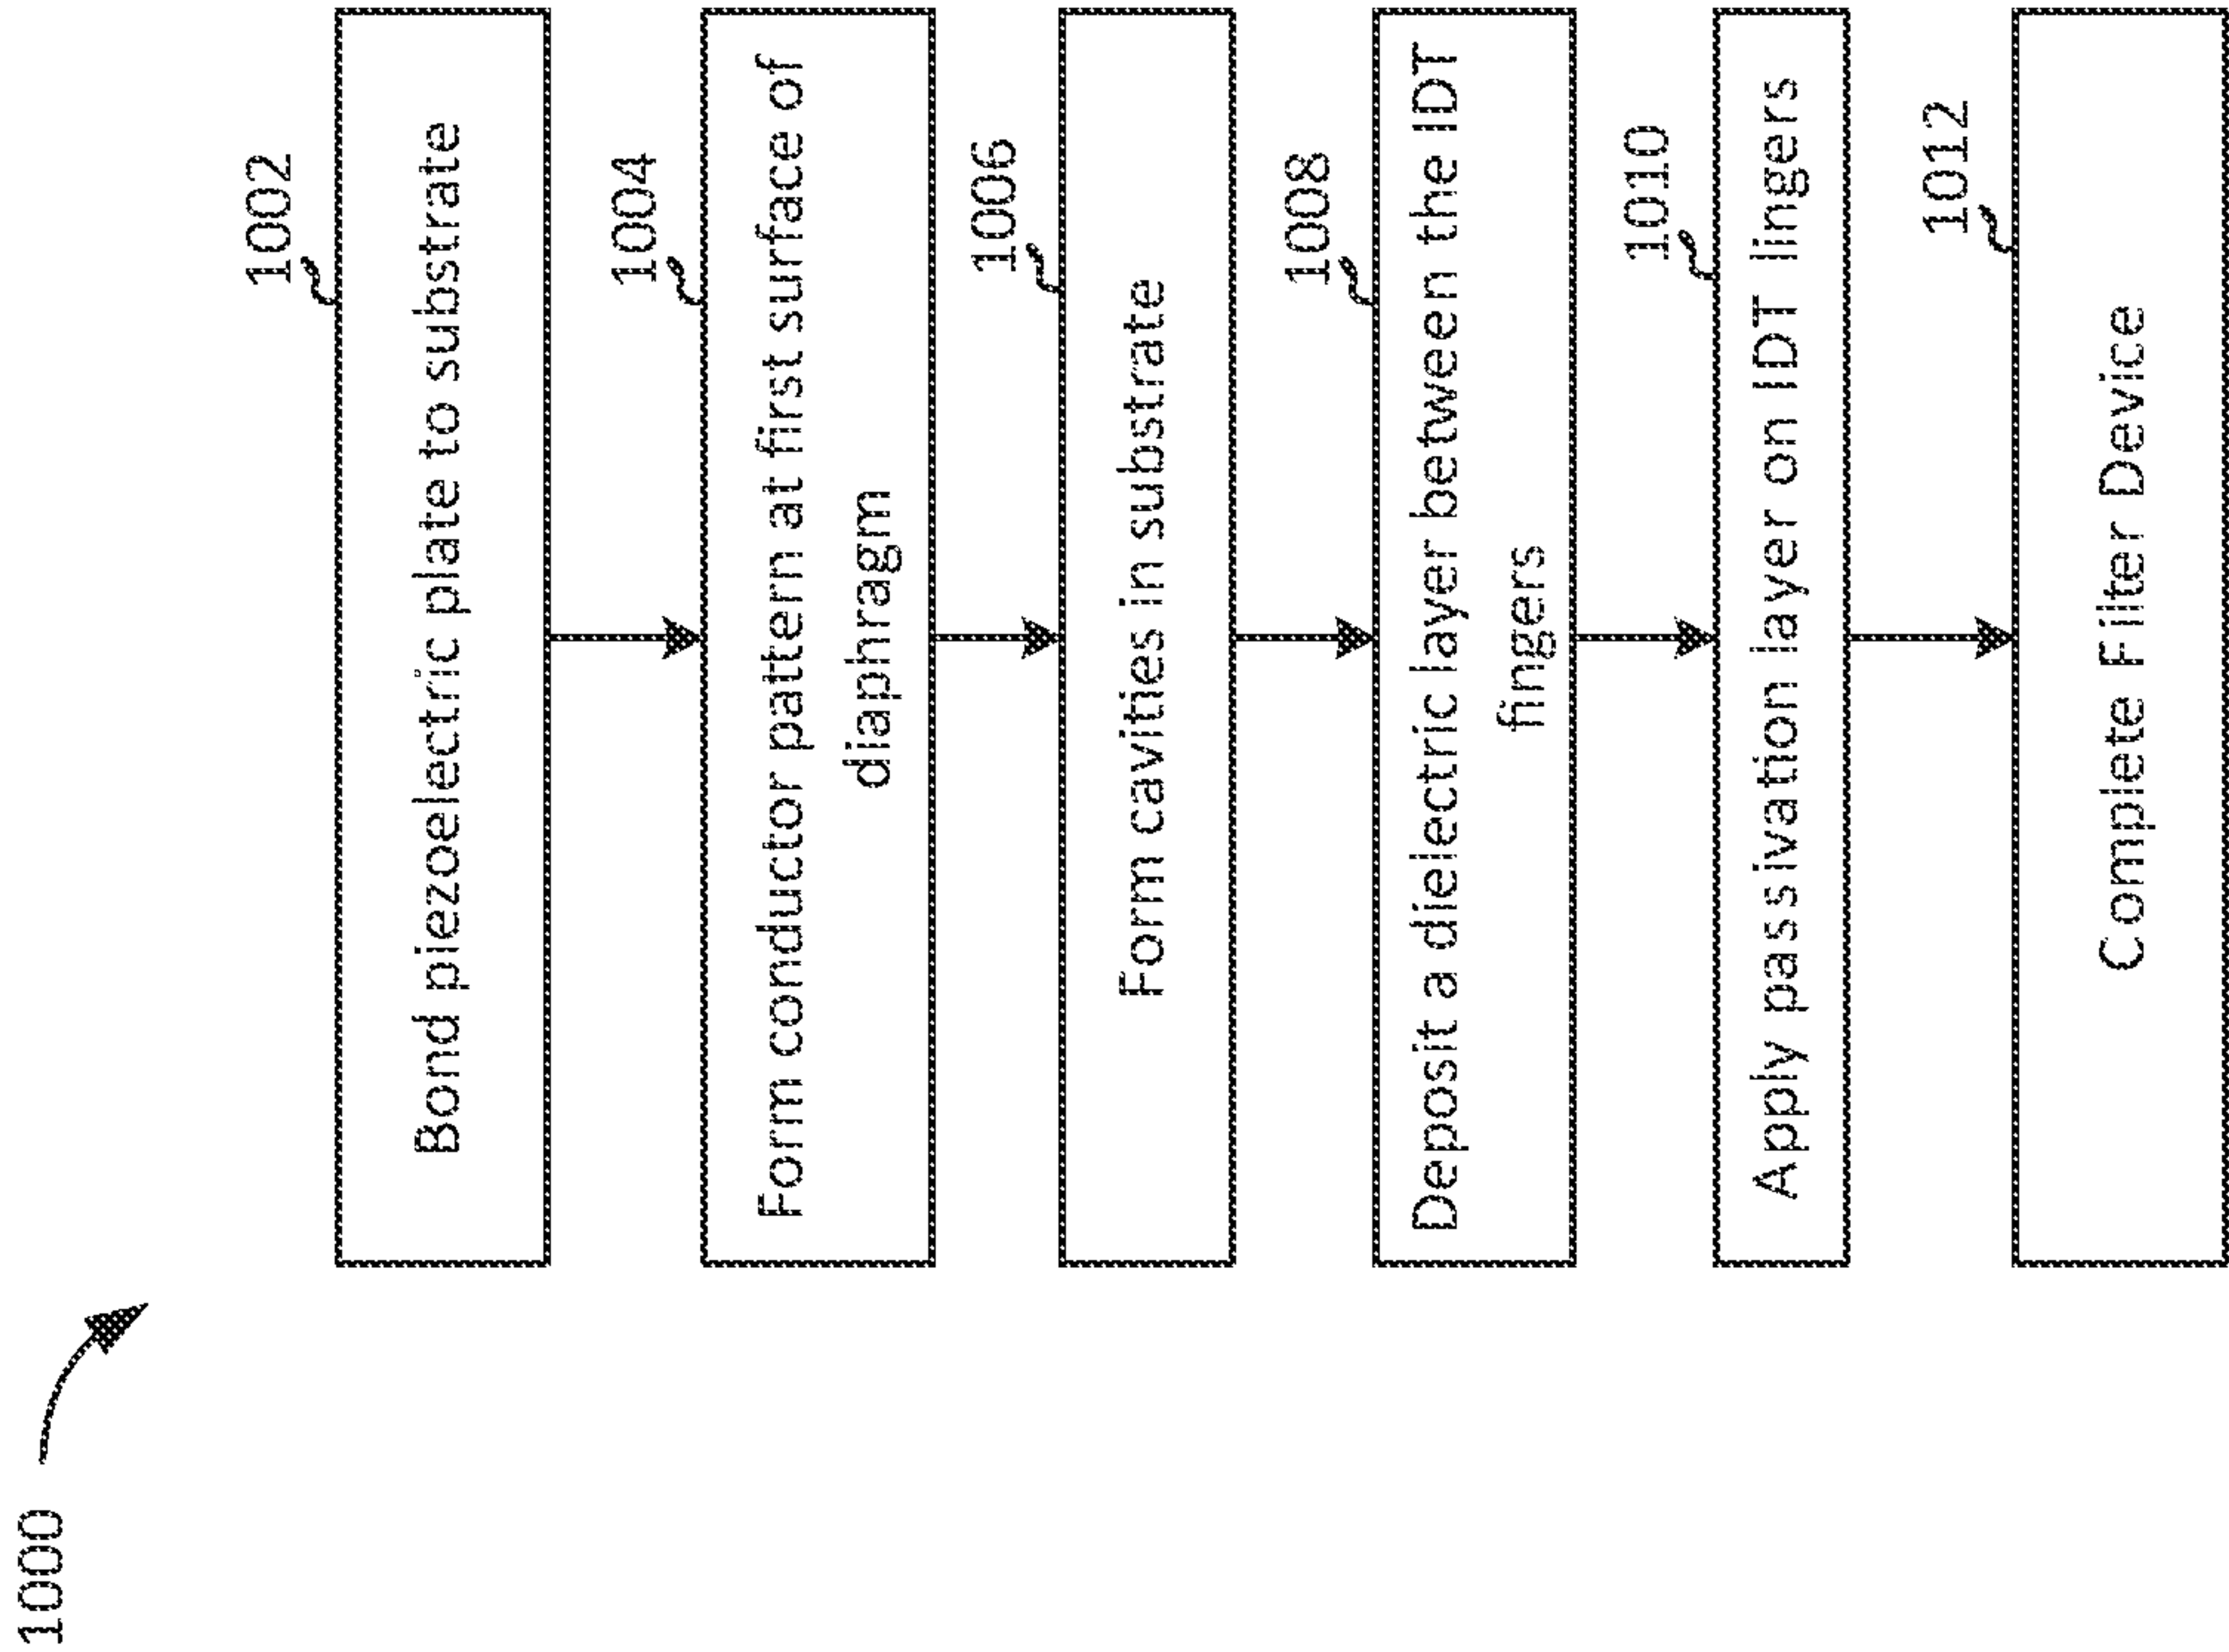 1000
1002
Bond piezoelectric plate to substrate
1004
Form conductor pattern at first surface of
diaphragm
1006
Form cavities in substrate
1008
Deposit a dielectric layer between the IDT
fingers
1010
Apply passivation layer on IDT lingers
1012
Complete Filter Device